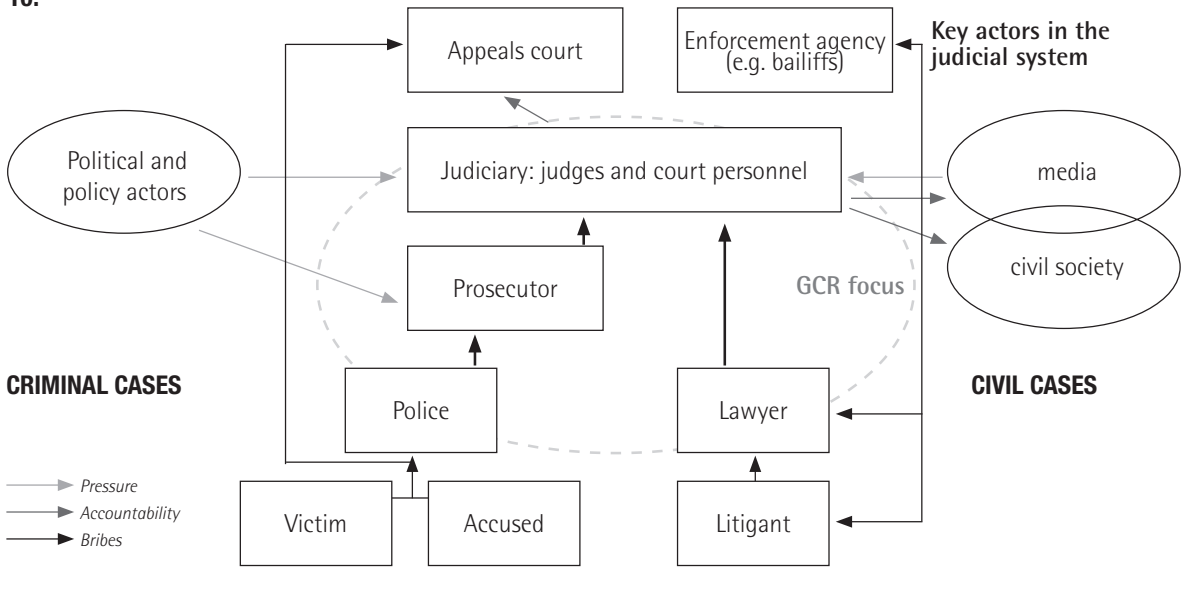 Appeals court
Enforcement agency
(e.g. bailiffs)
Key actors in the
judicial system
Political and
policy actors
Judiciary: judges and court personnel
media
civil society
Prosecutor
GCR focus
CRIMINAL CASES
CIVIL CASES
Police
Lawyer
Pressure
Accountability
Bribes
Victim
Accused
Litigant